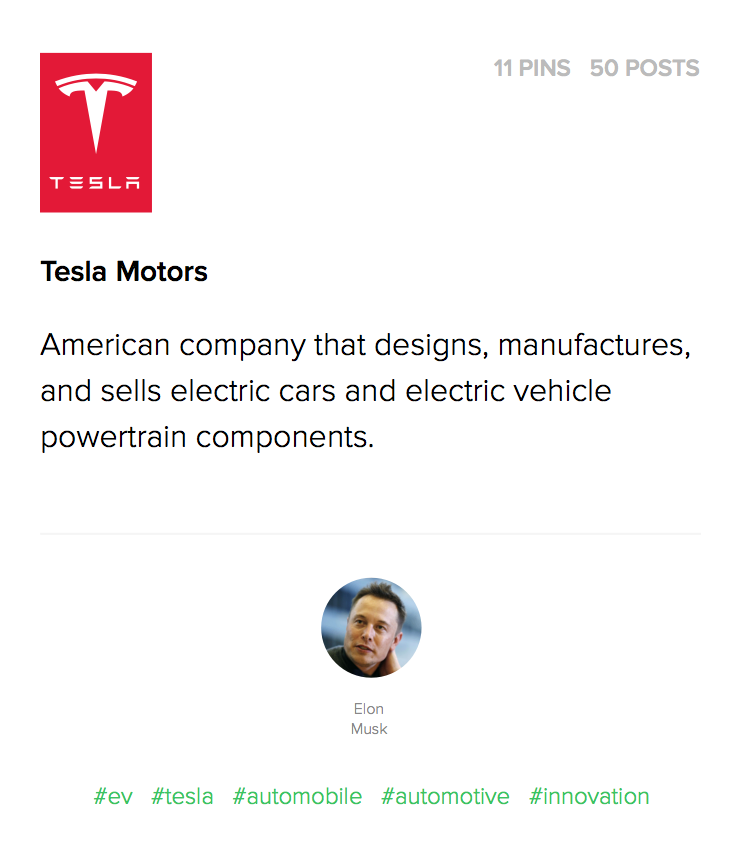 11 PINS 50 POSTS
TESLA
Tesla Motors
American company that designs, manufactures,
and sells electric cars and electric vehicle
powertrain components.
Elon
Musk
#ev #tesla #automobile #automotive #innovation